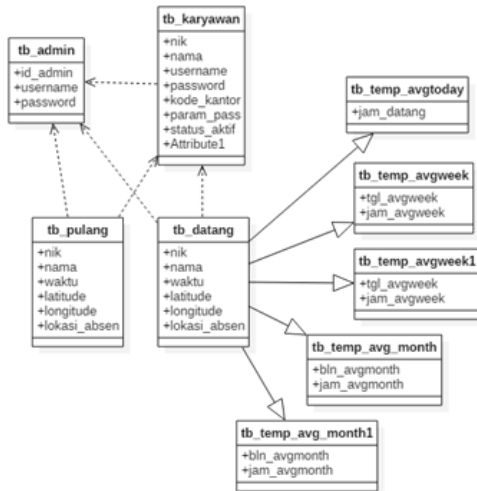 tb_admin
+id_admin
+username
+password
tb_karyawan
+nik
+nama
+username
+password
+kode_kantor
+param_pass
+status_aktif
+Attribute1
tb_temp_avgtoday
+jam_datang
tb_temp_avgweek
+tgl_avgweek
+jam_avgweek
tb_pulang
+nik
+nama
+waktu
+latitude
+longitude
+lokasi_absen
tb_datang
+nik
+nama
+waktu
+latitude
+longitude
+lokasi_absen
tb_temp_avgweek1
+tgl_avgweek
+jam_avgweek
tb_temp_avg_month
+bln_avgmonth
+jam_avgmonth
tb_temp_avg_month1
+bln_avgmonth
+jam_avgmonth